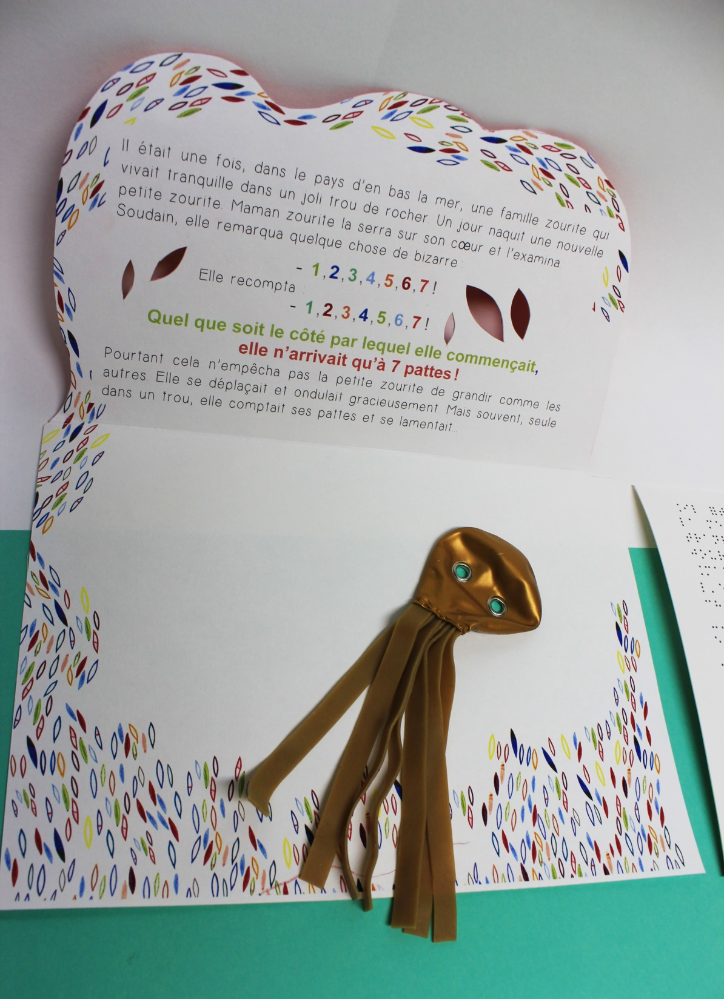 Il était une fois, dans le pays d'en bas la mer, une famille zourite qui
vivait tranquille dans un joli trou de rocher. Un jour naquit une nouvelle
petite zourite. Maman zourite la serra sur son cœur et l'examina.
Soudain, elle remarqua quelque chose de bizarre :
- 1, 2, 3, 4, 5, 6, 7 !
Elle recompta :
- 1, 2, 3, 4, 5, 6, 7 !
Quel que soit le côté par lequel elle commençait,
elle n'arrivait qu'à 7 pattes !
Pourtant cela n'empêcha pas la petite zourite de grandir comme les
autres. Elle se déplaçait et ondulait gracieusement. Mais souvent, seule
dans un trou, elle comptait ses pattes et se lamentait...